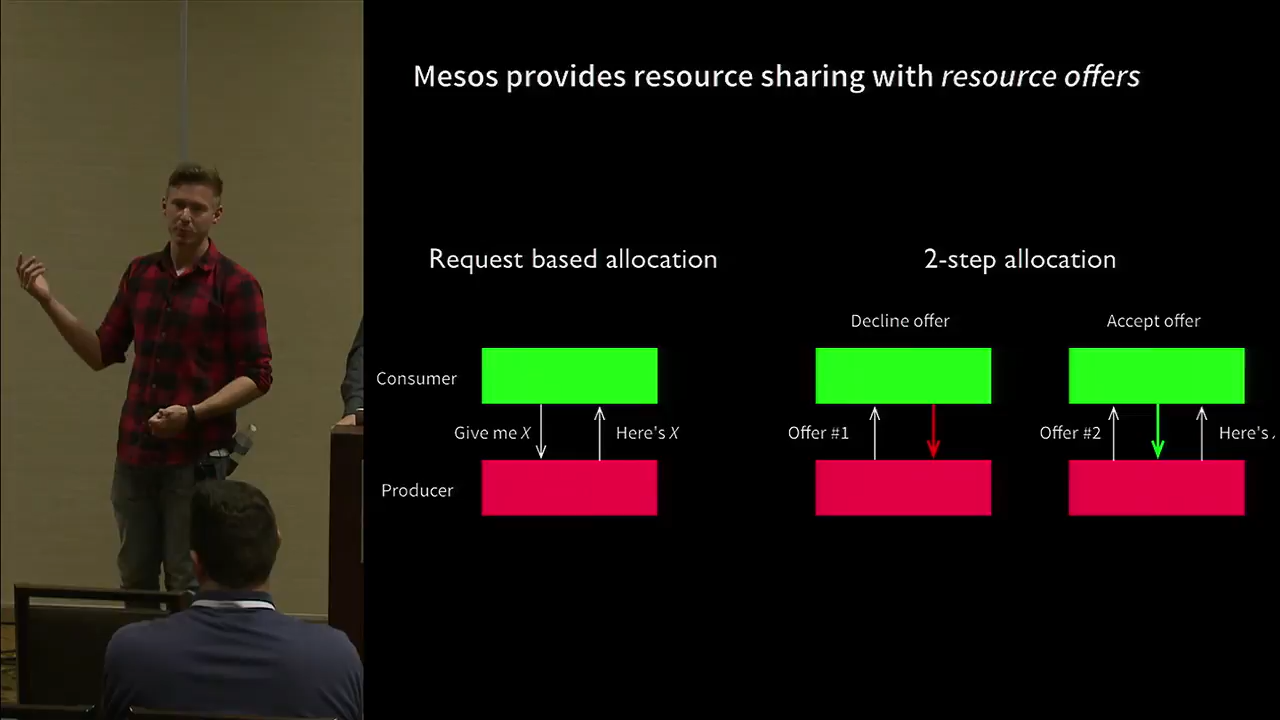 Mesos provides resource sharing with resource offers
Request based allocation
2-step allocation
Decline offer
Accept offer
Consumer
Give me X
Here's X
Offer #1
Offer #2
Here's
Producer